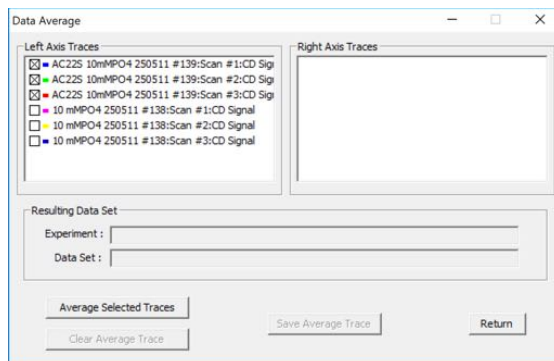 Data Average
Left Axis Traces
AC22S 10mMPO4 250511 #139:Scan #1:CD Sign
AC22S 10mMPO4 250511 #139:Scan #2:CD Sign
AC22S 10mMPO4 250511 #139:Scan #3:CD Sign
10 mMPO4 250511 #138:Scan #1:CD Signal
10 mMPO4 250511 #138:Scan #2:CD Signal
10 mMPO4 250511 #138:Scan #3:CD Signal
Right Axis Traces
Resulting Data Set
Experiment :
Data Set :
Average Selected Traces
Clear Average Trace
Save Average Trace
Return